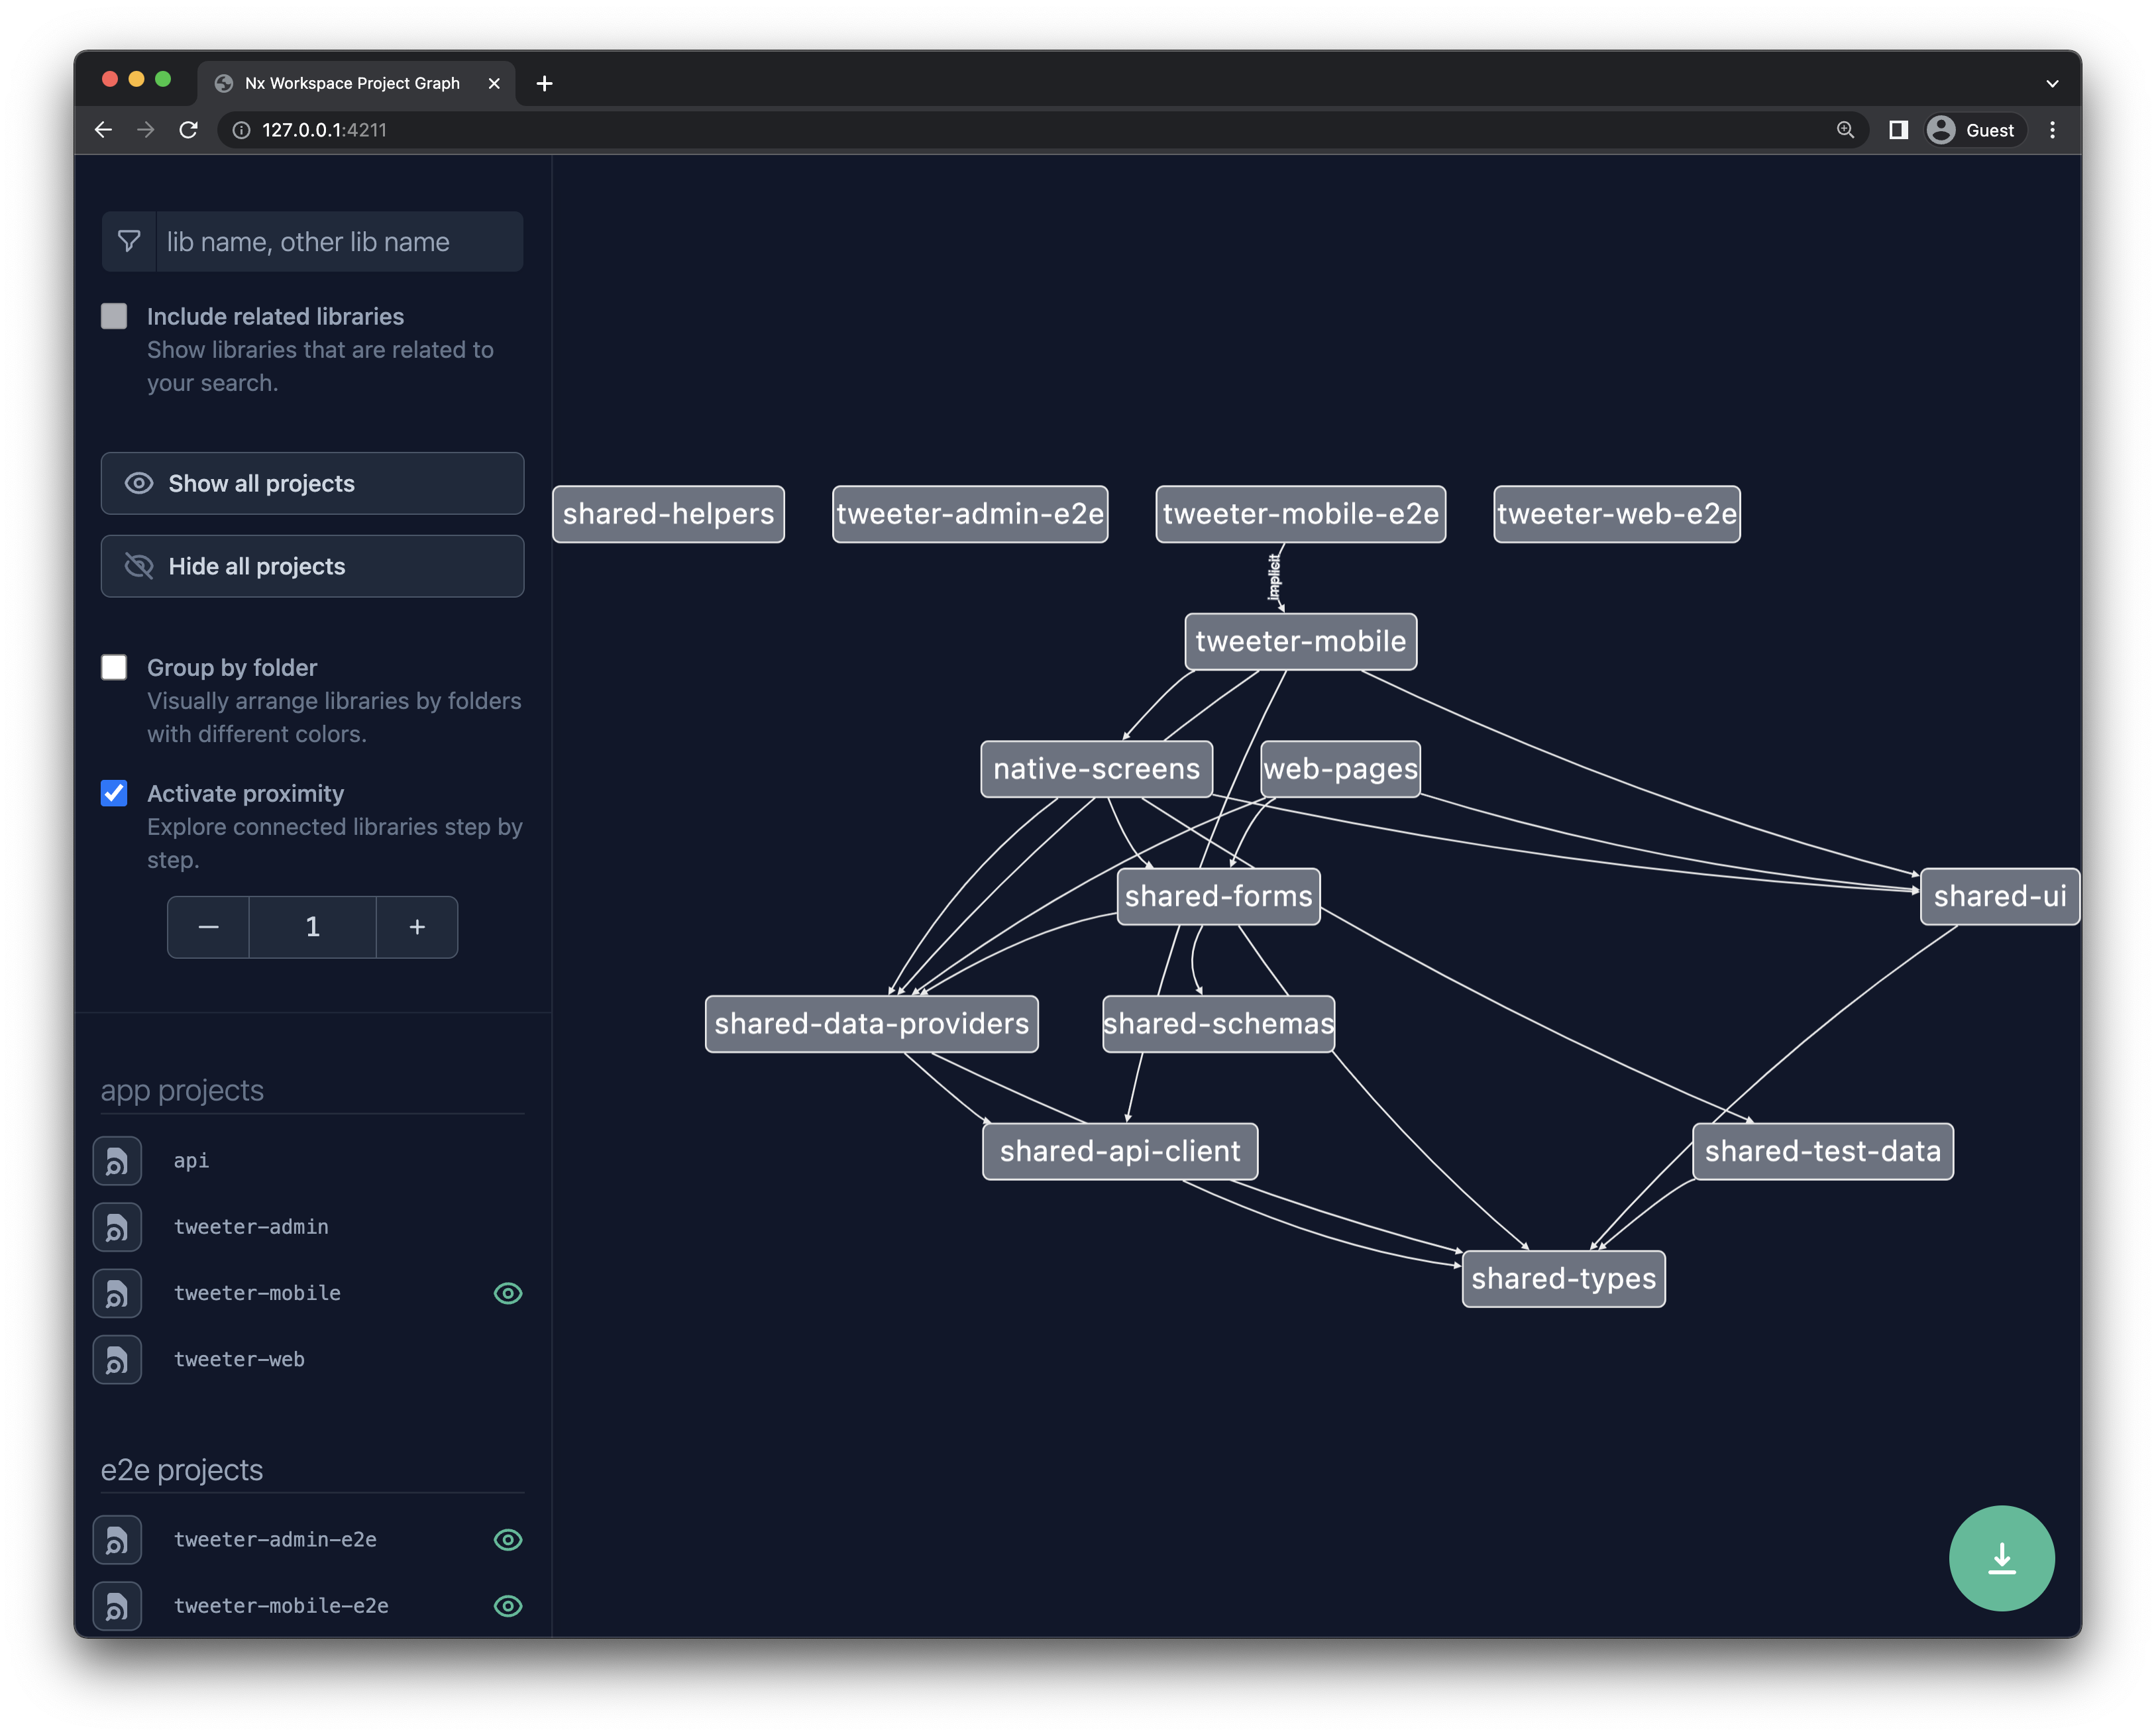 Nx Workspace Project Graph
127.0.0.1:4211
Guest
lib name, other lib name
Include related libraries
Show libraries that are related to
your search.
Show all projects
Hide all projects
Group by folder
Visually arrange libraries by folders
with different colors.
Activate proximity
Explore connected libraries step by
step.
1
app projects
api
tweeter-admin
tweeter-mobile
tweeter-web
e2e projects
tweeter-admin-e2e
tweeter-mobile-e2e
shared-helpers
tweeter-admin-e2e
tweeter-mobile-e2e
tweeter-web-e2e
implicit
tweeter-mobile
native-screens
web-pages
shared-forms
shared-ui
shared-data-providers
shared-schemas
shared-api-client
shared-test-data
shared-types